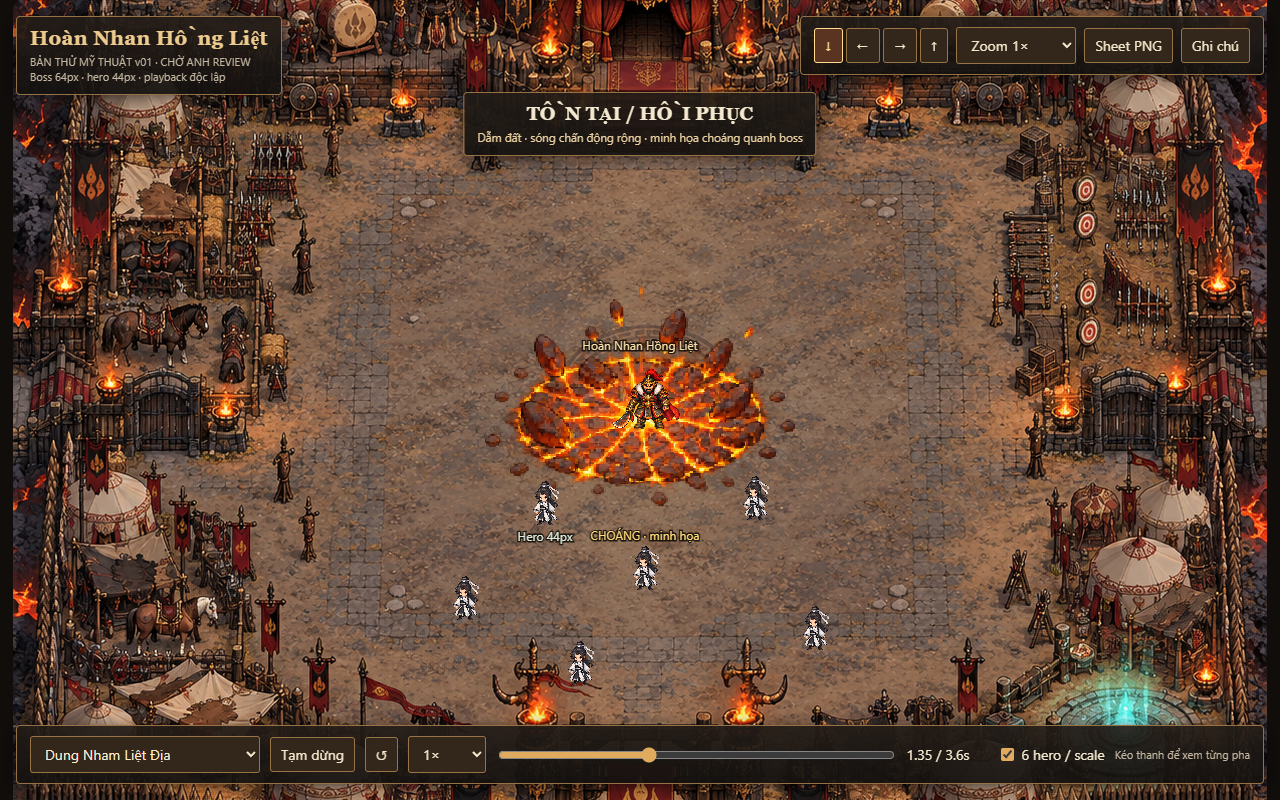 Hoàn Nhan Hồng Liệt
BẢN THỬ MỸ THUẬT v01 · CHỜ ANH REVIEW
Boss 64px · hero 44px · playback độc lập
↓ ← → ↑ Zoom 1× Sheet PNG Ghi chú
TỒN TẠI / HỒI PHỤC
Dẫm đất · sóng chấn động rộng · minh họa choáng quanh boss
Hoàn Nhan Hồng Liệt
Hero 44px
CHOÁNG · minh họa
Dung Nham Liệt Địa Tạm dừng ↺ 1× 1.35 / 3.6s 6 hero / scale Kéo thanh để xem từng pha